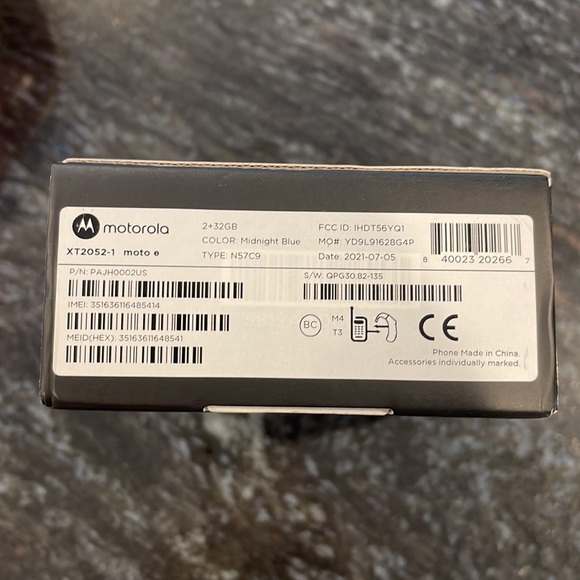 motorola
XT2052-1 moto e
2+32GB
COLOR: Midnight Blue
TYPE: N57C9
FCC ID: IHDT56YQ1
MO#: YD9L91628G4P
Date: 2021-07-05
8 40023 20266 7
P/N: PAJH0002US
S/W: QPG30.82-135
IMEI: 351636116485414
MEID(HEX): 35163611648541
BC
M4
T3
CE
Phone Made in China.
Accessories individually marked.